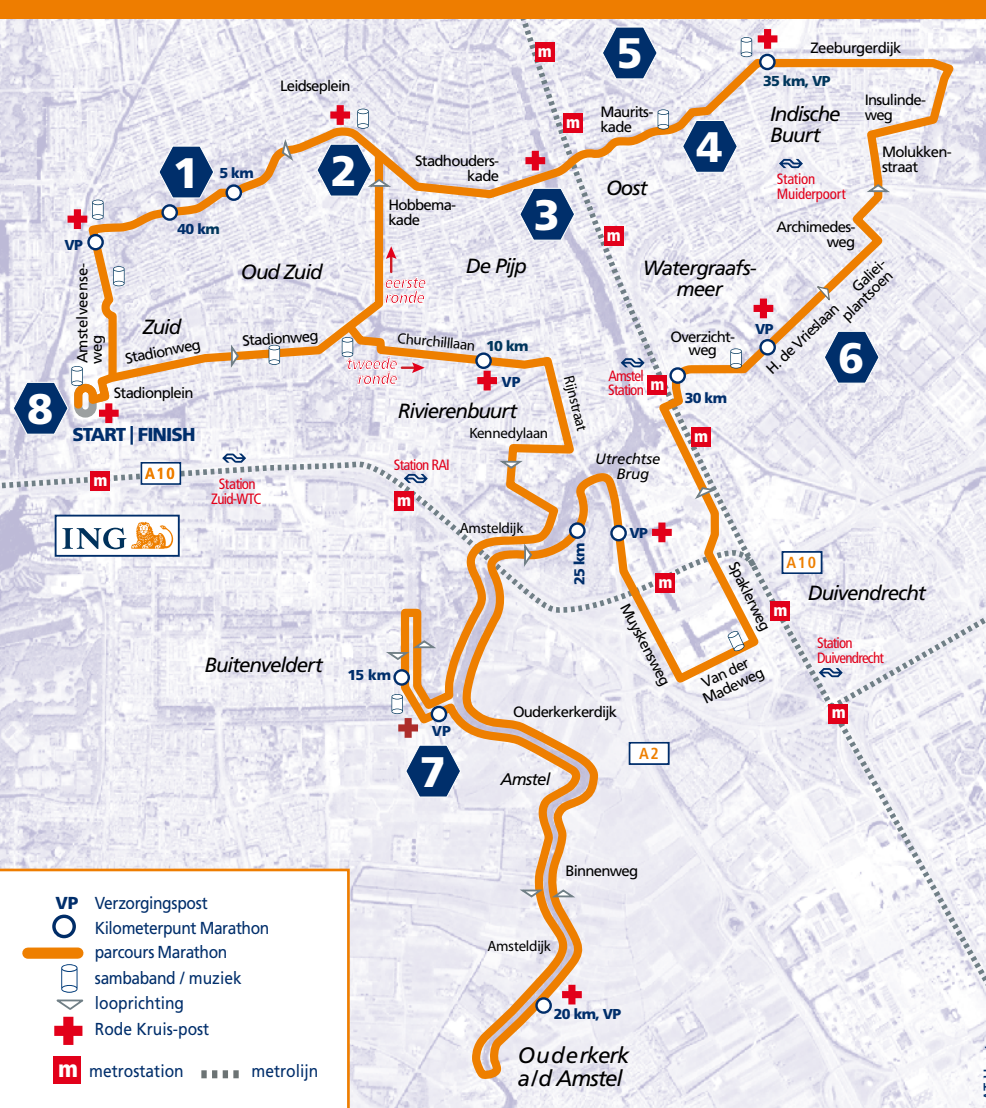 5
Zeeburgerdijk
35 km, VP
Leidseplein
Insulinde-
weg
Maurits-
kade
Indische
Buurt
4
Molukken-
straat
1
5 km
2
Stadhouders-
kade
Station
Muiderpoort
Oost
3
Hobbema-
kade
40 km
VP
Archimedes-
weg
Oud Zuid
De Pijp
Watergraafs-
meer
eerste
ronde
Galilei-
plantsoen
Amstelveense-
weg
Zuid
Stadionweg
Stadionweg
Churchilllaan
10 km
Overzicht-
weg
VP
H. de Vrieslaan
6
tweede
ronde
VP
Amstel
Station
30 km
8
Stadionplein
START | FINISH
Rivierenbuurt
Rijnstraat
Kennedylaan
Utrechtse
Brug
A10
Station
Zuid-WTC
Station RAI
m
m
m
m
m
m
m
m
m
m
ING
Amsteldijk
25 km
VP
A10
Spaklerweg
Duivendrecht
Muyskensweg
Station
Duivendrecht
Buitenveldert
15 km
Van der
Madeweg
VP
Ouderkerkerdijk
7
A2
Amstel
Binnenweg
Amsteldijk
20 km, VP
Ouderkerk
a/d Amstel
VP Verzorgingspost
Kilometerpunt Marathon
parcours Marathon
sambaband / muziek
looprichting
Rode Kruis-post
m metrostation metrolijn